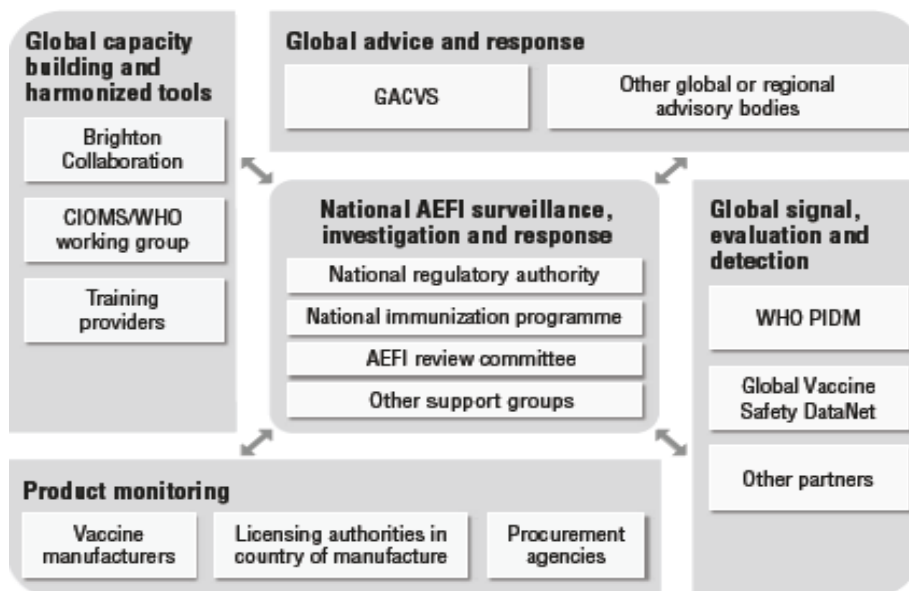 Global capacity
building and
harmonized tools
Brighton
Collaboration
CIOMS/WHO
working group
Training
providers
Global advice and response
GACVS
Other global or regional
advisory bodies
National AEFI surveillance,
investigation and response
National regulatory authority
National immunization programme
AEFI review committee
Other support groups
Global signal,
evaluation and
detection
WHO PIDM
Global Vaccine
Safety DataNet
Other partners
Product monitoring
Vaccine
manufacturers
Licensing authorities in
country of manufacture
Procurement
agencies